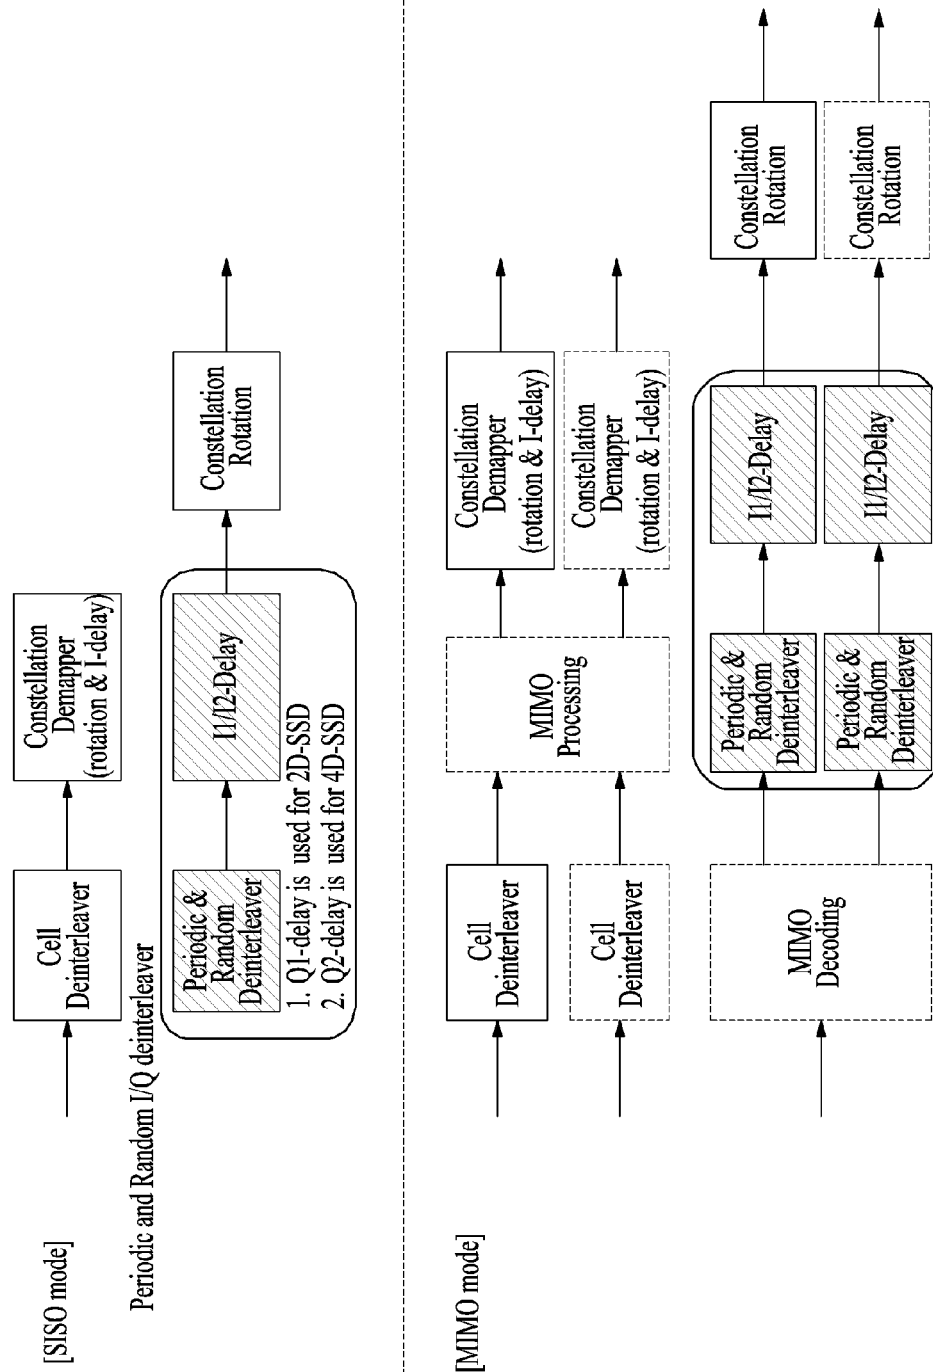 [SISO mode]
Cell
Deinterleaver
Constellation
Demapper
(rotation & I-delay)
Periodic and Random I/Q deinterleaver
Periodic &
Random
Deinterleaver
I1/I2-Delay
Constellation
Rotation
1. Q1-delay is used for 2D-SSD
2. Q2-delay is used for 4D-SSD
[MIMO mode]
Cell
Deinterleaver
Cell
Deinterleaver
MIMO
Processing
Constellation
Demapper
(rotation & I-delay)
Constellation
Demapper
(rotation & I-delay)
MIMO
Decoding
Periodic &
Random
Deinterleaver
I1/I2-Delay
Constellation
Rotation
Periodic &
Random
Deinterleaver
I1/I2-Delay
Constellation
Rotation